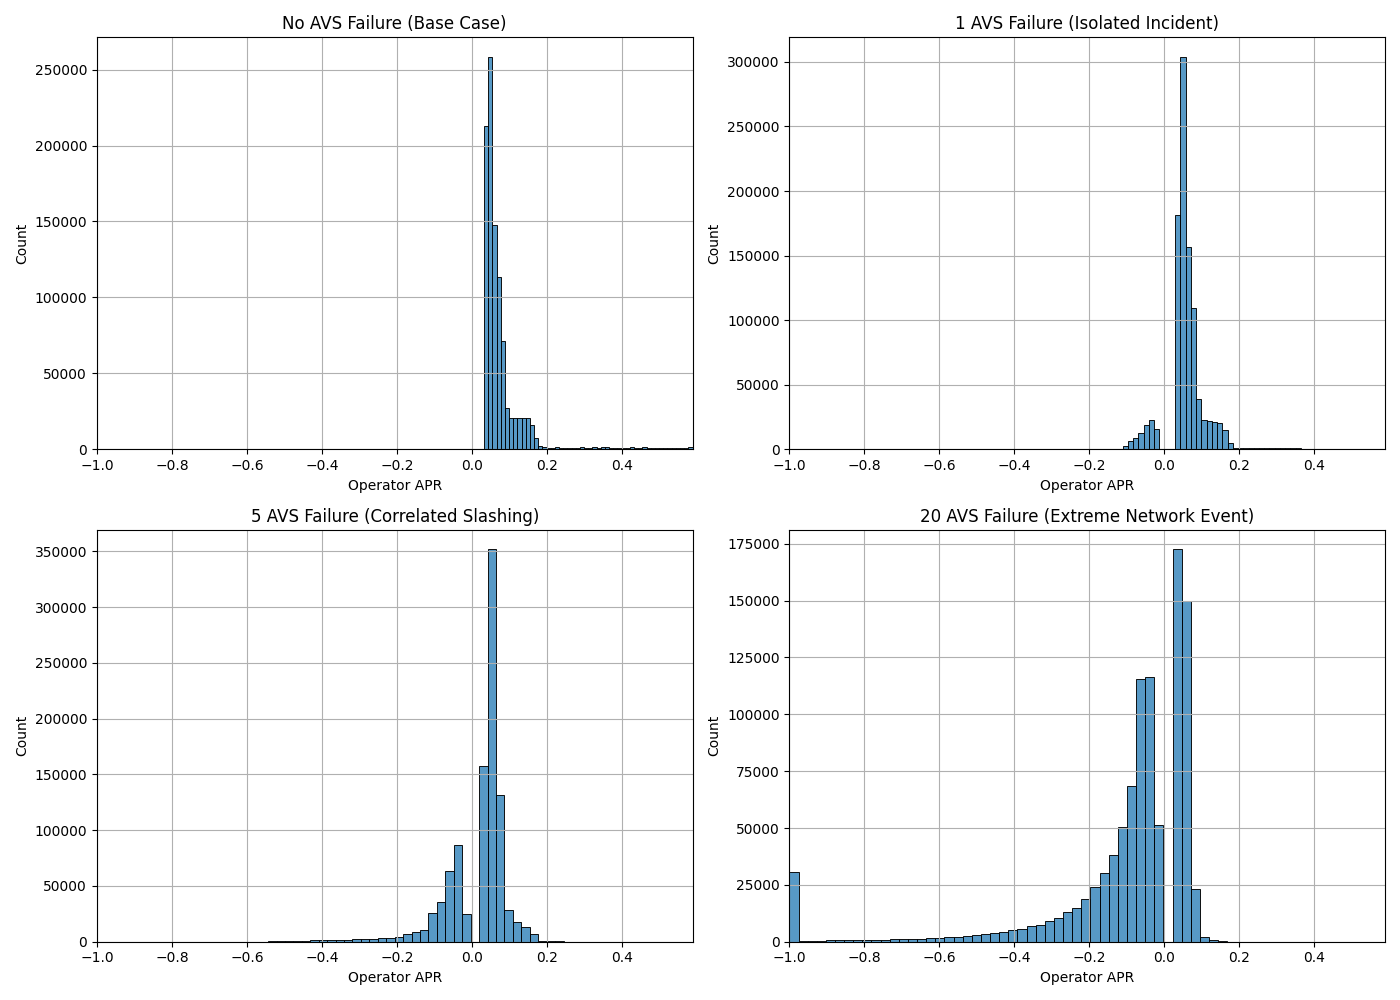 No AVS Failure (Base Case)
Count
250000
200000
150000
100000
50000
0
−1.0 −0.8 −0.6 −0.4 −0.2 0.0 0.2 0.4
Operator APR
1 AVS Failure (Isolated Incident)
Count
300000
250000
200000
150000
100000
50000
0
−1.0 −0.8 −0.6 −0.4 −0.2 0.0 0.2 0.4
Operator APR
5 AVS Failure (Correlated Slashing)
Count
350000
300000
250000
200000
150000
100000
50000
0
−1.0 −0.8 −0.6 −0.4 −0.2 0.0 0.2 0.4
Operator APR
20 AVS Failure (Extreme Network Event)
Count
175000
150000
125000
100000
75000
50000
25000
0
−1.0 −0.8 −0.6 −0.4 −0.2 0.0 0.2 0.4
Operator APR